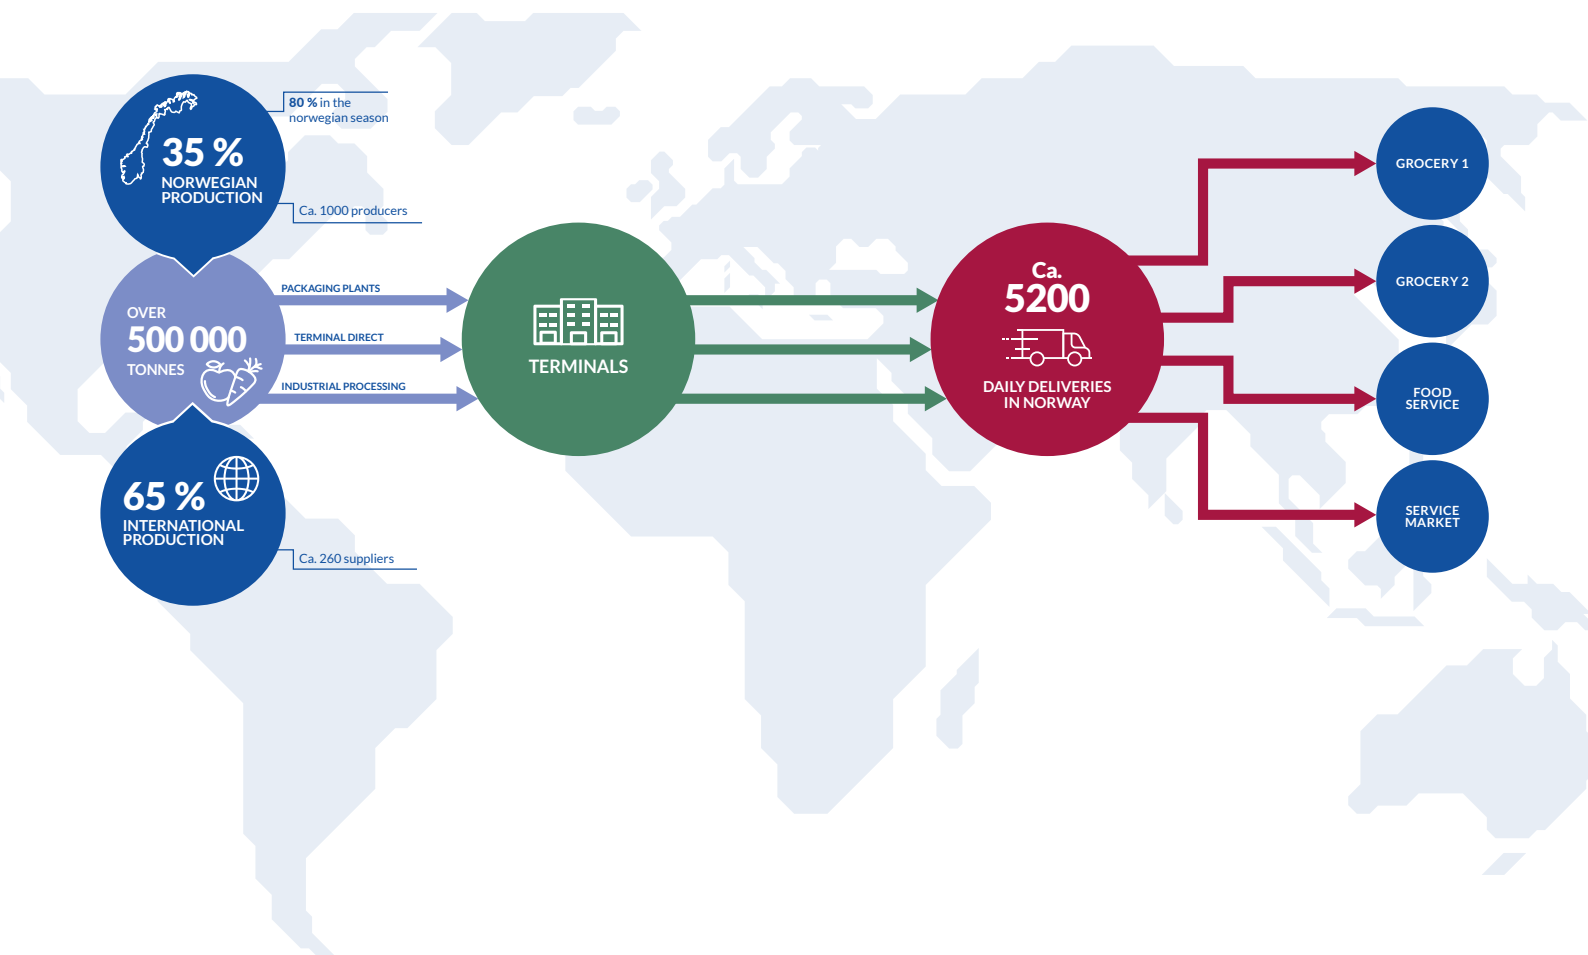 80 % in the
norwegian season
35 %
NORWEGIAN
PRODUCTION
Ca. 1000 producers
OVER
500 000
TONNES
PACKAGING PLANTS
TERMINAL DIRECT
INDUSTRIAL PROCESSING
65 %
INTERNATIONAL
PRODUCTION
Ca. 260 suppliers
TERMINALS
Ca.
5200
DAILY DELIVERIES
IN NORWAY
GROCERY 1
GROCERY 2
FOOD
SERVICE
SERVICE
MARKET